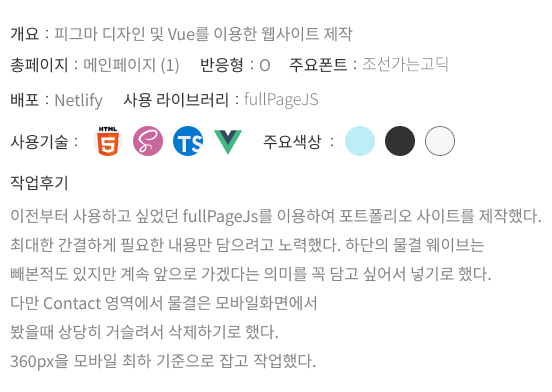 개요 : 피그마 디자인 및 Vue를 이용한 웹사이트 제작
총페이지 : 메인페이지 (1) 반응형 : O 주요폰트 : 조선가는고딕
배포 : Netlify 사용 라이브러리 : fullPageJS
사용기술 : HTML 5 S TS 주요색상 :
작업후기
이전부터 사용하고 싶었던 fullPageJs를 이용하여 포트폴리오 사이트를 제작했다.
최대한 간결하게 필요한 내용만 담으려고 노력했다. 하단의 물결 웨이브는
빼본적도 있지만 계속 앞으로 가겠다는 의미를 꼭 담고 싶어서 넣기로 했다.
다만 Contact 영역에서 물결은 모바일화면에서
봤을때 상당히 거슬려서 삭제하기로 했다.
360px을 모바일 최하 기준으로 잡고 작업했다.